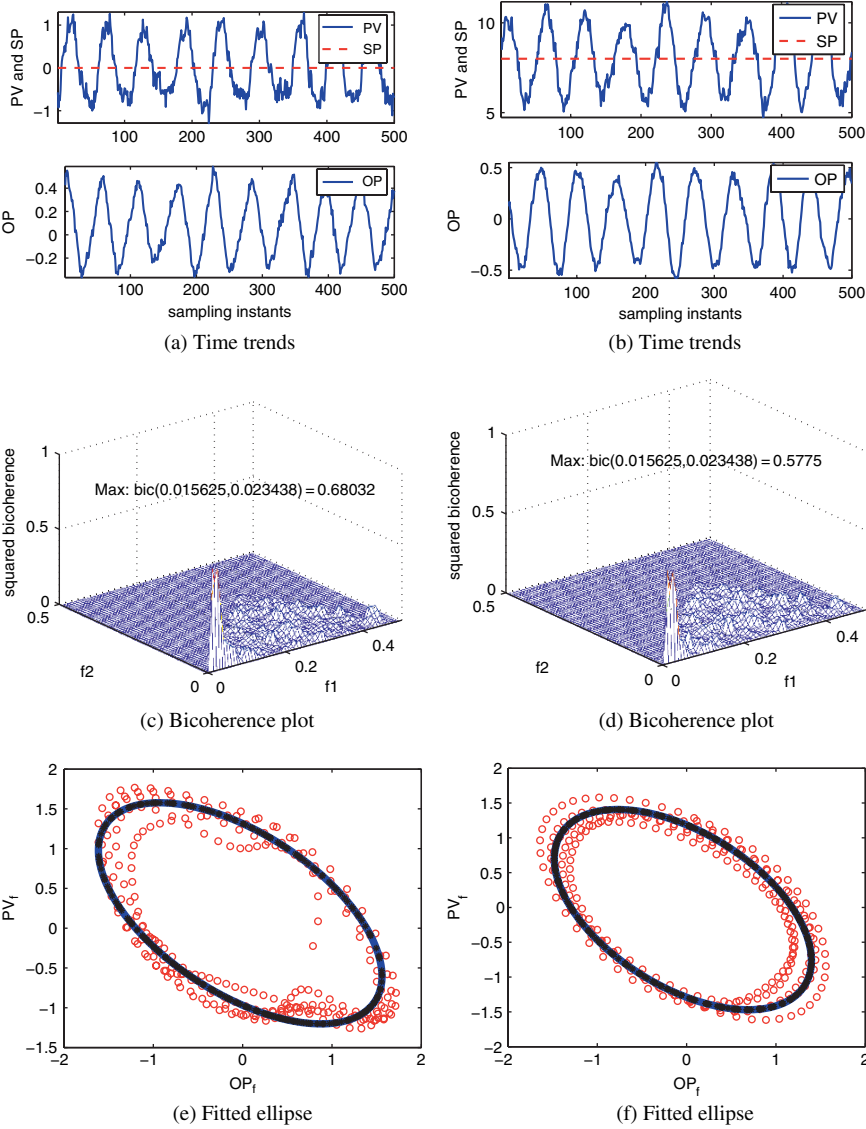 PV and SP
1
0
−1
PV
SP
100
200
300
400
500
OP
0.4
0.2
0
−0.2
OP
100
200
300
400
500
sampling instants
(a) Time trends
PV and SP
10
5
PV
SP
100
200
300
400
500
OP
0.5
0
−0.5
OP
100
200
300
400
500
sampling instants
(b) Time trends
squared bicoherence
1
0.5
0
0.5
Max: bic(0.015625,0.023438) = 0.68032
f2
0
0
0.2
0.4
f1
(c) Bicoherence plot
squared bicoherence
1
0.5
0
0.5
Max: bic(0.015625,0.023438) = 0.5775
f2
0
0
0.2
0.4
f1
(d) Bicoherence plot
PVf
2
1.5
1
0.5
0
−0.5
−1
−1.5
−2
−1
0
1
2
OPf
(e) Fitted ellipse
PVf
2
1.5
1
0.5
0
−0.5
−1
−1.5
−2
−2
−1
0
1
2
OPf
(f) Fitted ellipse